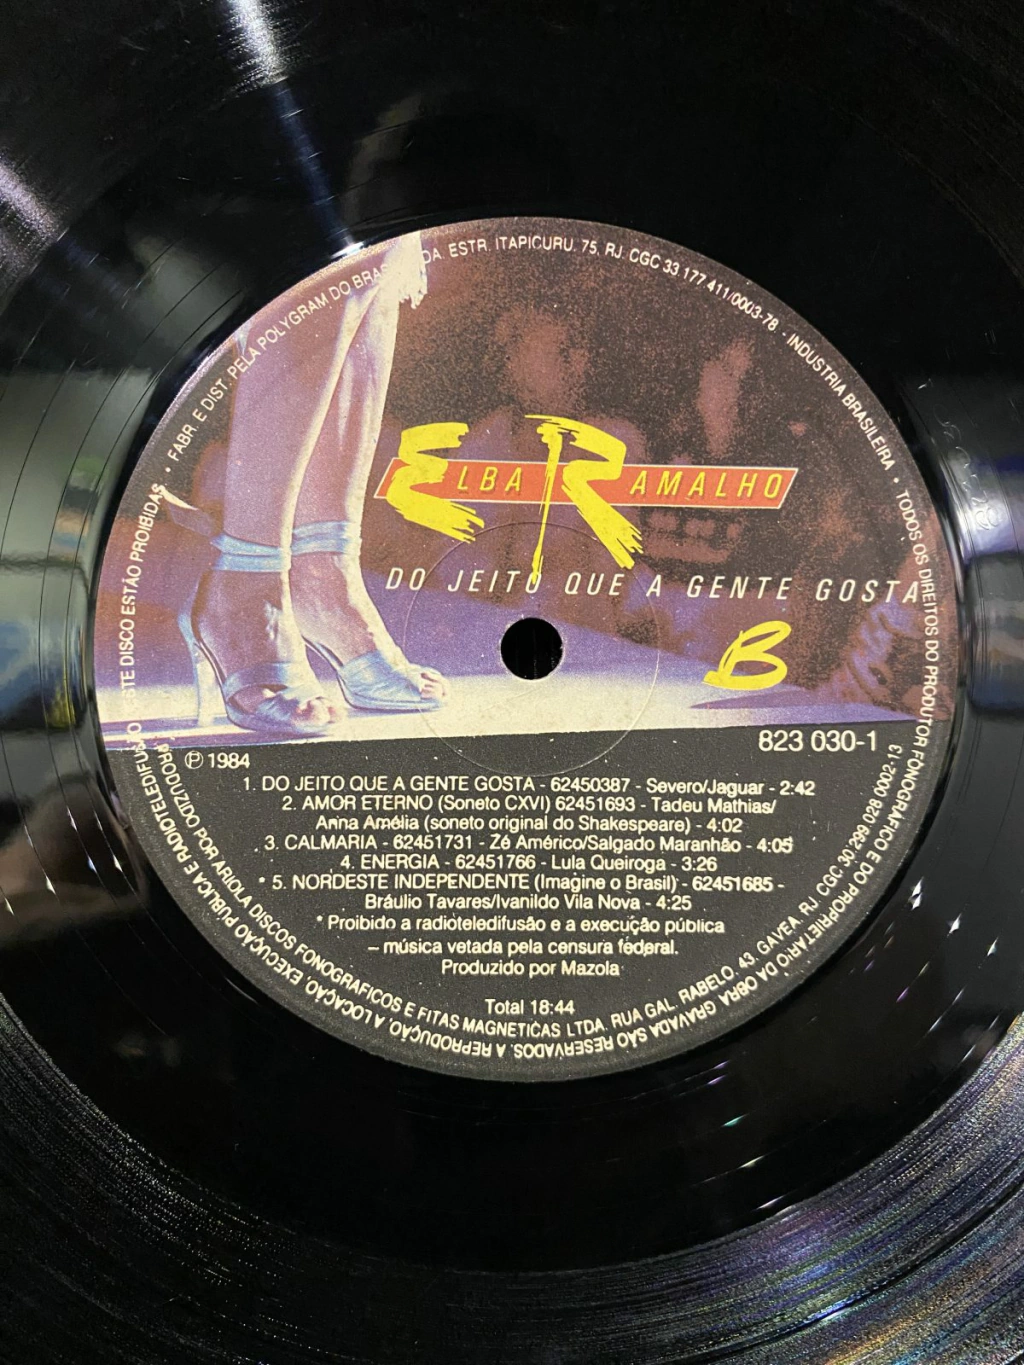 ELBA RAMALHO
DO JEITO QUE A GENTE GOSTA
B
823 030-1
℗ 1984
1. DO JEITO QUE A GENTE GOSTA - 62450387 - Severo/Jaguar - 2:42
2. AMOR ETERNO (Soneto CXVI) 62451693 - Tadeu Mathias/
Anna Amélia (soneto original do Shakespeare) - 4:02
3. CALMARIA - 62451731 - Zé Américo/Salgado Maranhão - 4:05
4. ENERGIA - 62451766 - Lula Queiroga - 3:26
* 5. NORDESTE INDEPENDENTE (Imagine o Brasil) - 62451685 -
Bráulio Tavares/Ivanildo Vila Nova - 4:25
* Proibido a radioteledifusão e a execução pública
– música vetada pela censura federal.
Produzido por Mazola
Total 18:44
PRODUZIDO POR ARIOLA DISCOS FONOGRAFICOS E FITAS MAGNETICAS LTDA. RUA GAL. RABELO, 43, GAVEA, RJ, CGC 30 299 028 0002-13
• FABR. E DIST. PELA POLYGRAM DO BRASIL LTDA. ESTR. ITAPICURU, 75, RJ. CGC 33 177 411/0003-78 - INDUSTRIA BRASILEIRA • TODOS OS DIREITOS DO PRODUTOR FONOGRAFICO E DO PROPRIETARIO DA OBRA GRAVADA SÃO RESERVADOS. A REPRODUÇÃO, A LOCAÇÃO, EXECUÇÃO PUBLICA E RADIOTELEDIFUSÃO DESTE DISCO ESTÃO PROIBIDAS